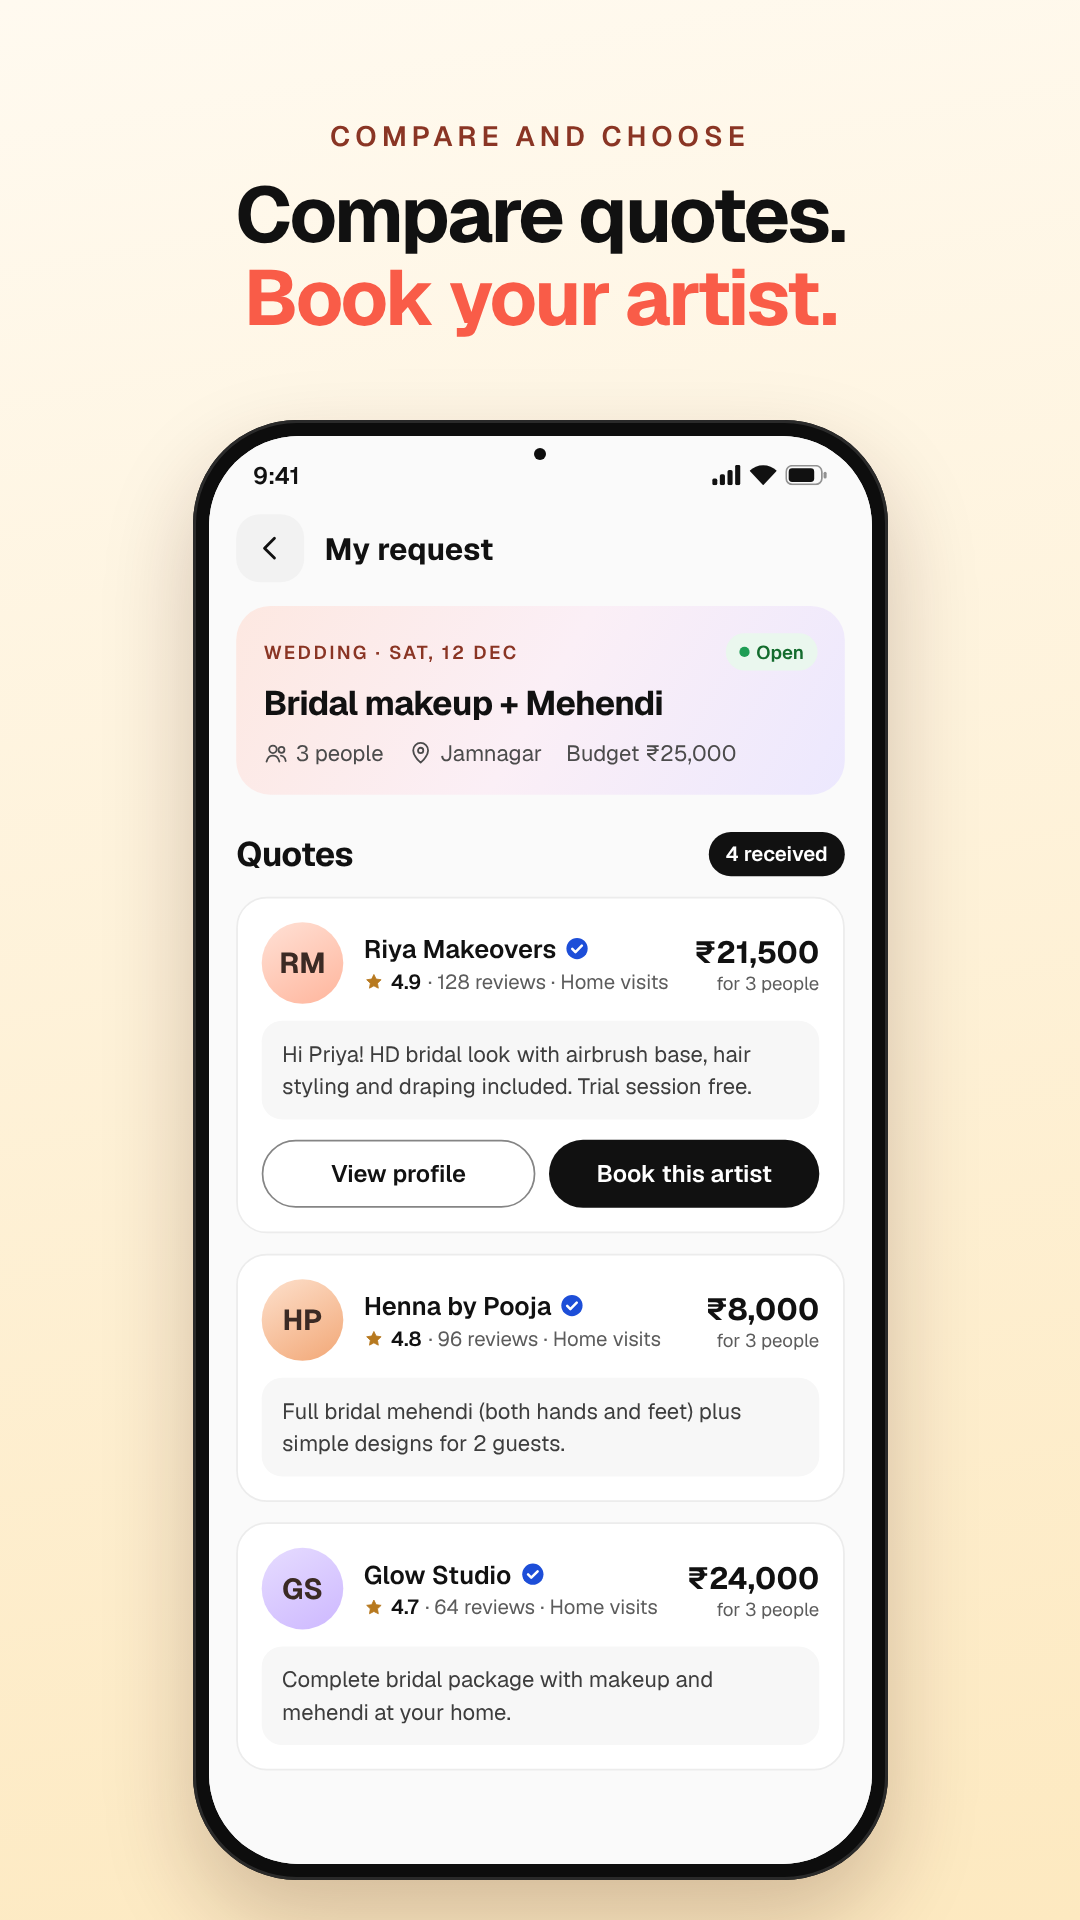 COMPARE AND CHOOSE
Compare quotes.
Book your artist.
9:41
My request
WEDDING · SAT, 12 DEC
Open
Bridal makeup + Mehendi
3 people Jamnagar Budget ₹25,000
Quotes
4 received
RM
Riya Makeovers
₹21,500
4.9 · 128 reviews · Home visits
for 3 people
Hi Priya! HD bridal look with airbrush base, hair
styling and draping included. Trial session free.
View profile
Book this artist
HP
Henna by Pooja
₹8,000
4.8 · 96 reviews · Home visits
for 3 people
Full bridal mehendi (both hands and feet) plus
simple designs for 2 guests.
GS
Glow Studio
₹24,000
4.7 · 64 reviews · Home visits
for 3 people
Complete bridal package with makeup and
mehendi at your home.